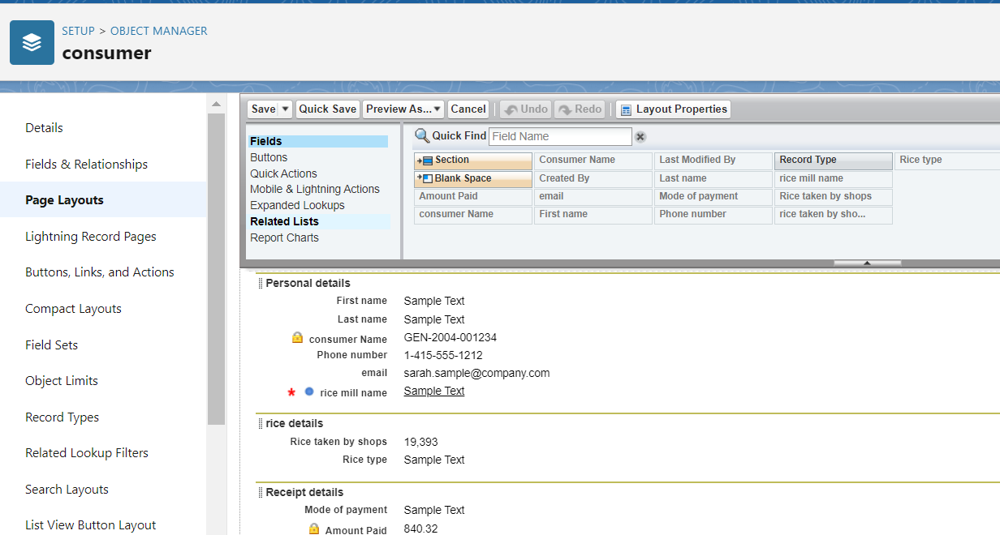 SETUP > OBJECT MANAGER
consumer
Details
Fields & Relationships
Page Layouts
Lightning Record Pages
Buttons, Links, and Actions
Compact Layouts
Field Sets
Object Limits
Record Types
Related Lookup Filters
Search Layouts
List View Button Layout
Save Quick Save Preview As... Cancel Undo Redo Layout Properties
Fields
Buttons
Quick Actions
Mobile & Lightning Actions
Expanded Lookups
Related Lists
Report Charts
Quick Find Field Name
Section Consumer Name Last Modified By Record Type Rice type
Blank Space Created By Last name rice mill name
Amount Paid email Mode of payment Rice taken by shops
consumer Name First name Phone number rice taken by sho...
Personal details
First name Sample Text
Last name Sample Text
consumer Name GEN-2004-001234
Phone number 1-415-555-1212
email sarah.sample@company.com
* rice mill name Sample Text
rice details
Rice taken by shops 19,393
Rice type Sample Text
Receipt details
Mode of payment Sample Text
Amount Paid 840.32